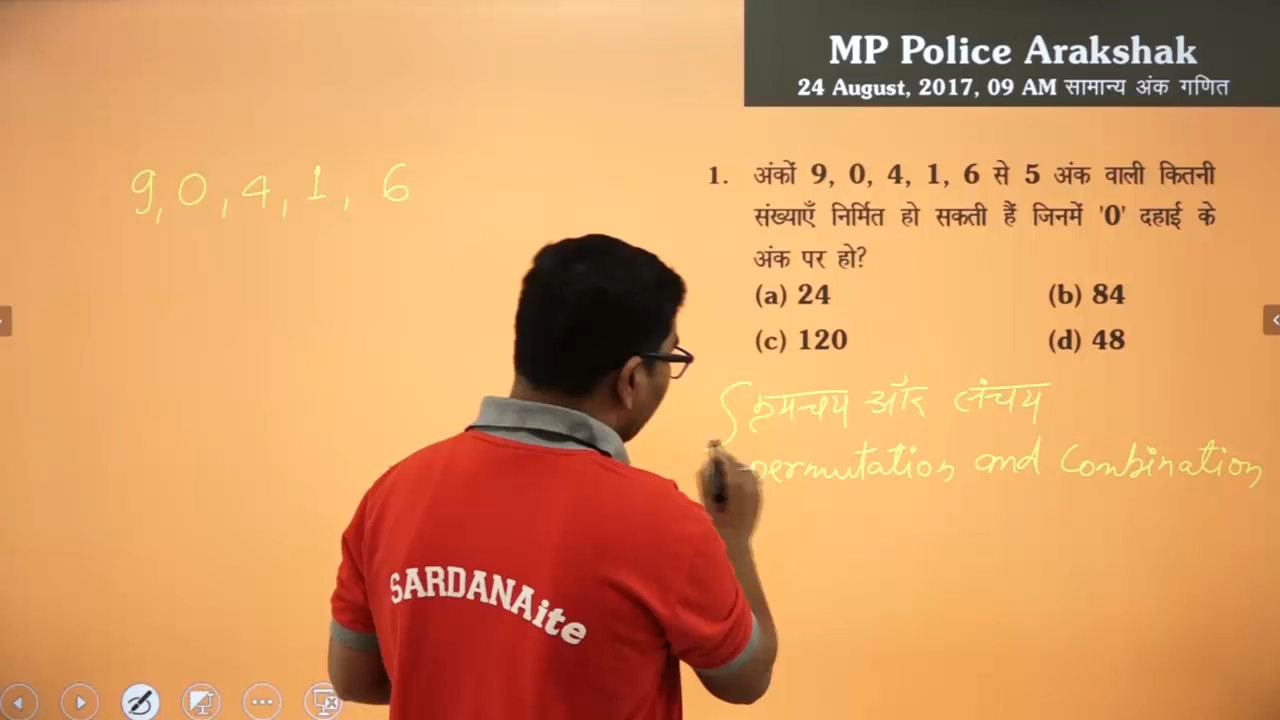 MP Police Arakshak
24 August, 2017, 09 AM सामान्य अंक गणित
9, 0, 4, 1, 6
1. अंकों 9, 0, 4, 1, 6 से 5 अंक वाली कितनी
संख्याएँ निर्मित हो सकती हैं जिनमें '0' दहाई के
अंक पर हो?
(a) 24 (b) 84
(c) 120 (d) 48
क्रमचय और संचय
permutation and Combination
SARDANAite